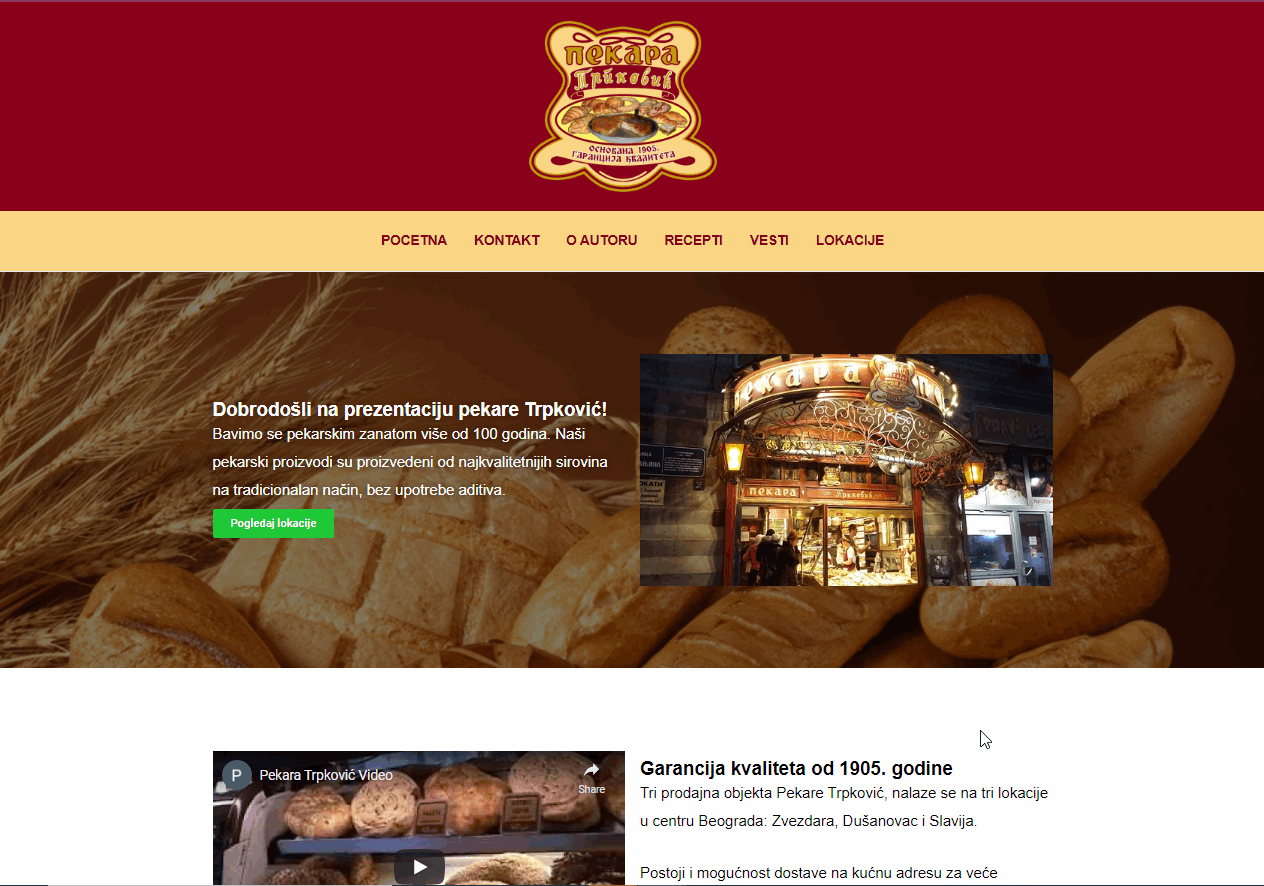 пекара
Трпковић
ОСНОВАНА 1905.
ГАРАНЦИЈА КВАЛИТЕТА
POCETNA KONTAKT O AUTORU RECEPTI VESTI LOKACIJE
Dobrodošli na prezentaciju pekare Trpković!
Bavimo se pekarskim zanatom više od 100 godina. Naši
pekarski proizvodi su proizvedeni od najkvalitetnijih sirovina
na tradicionalan način, bez upotrebe aditiva.
Pogledaj lokacije
пекара
P Pekara Trpković Video
Share
Garancija kvaliteta od 1905. godine
Tri prodajna objekta Pekare Trpković, nalaze se na tri lokacije
u centru Beograda: Zvezdara, Dušanovac i Slavija.
Postoji i mogućnost dostave na kućnu adresu za veće